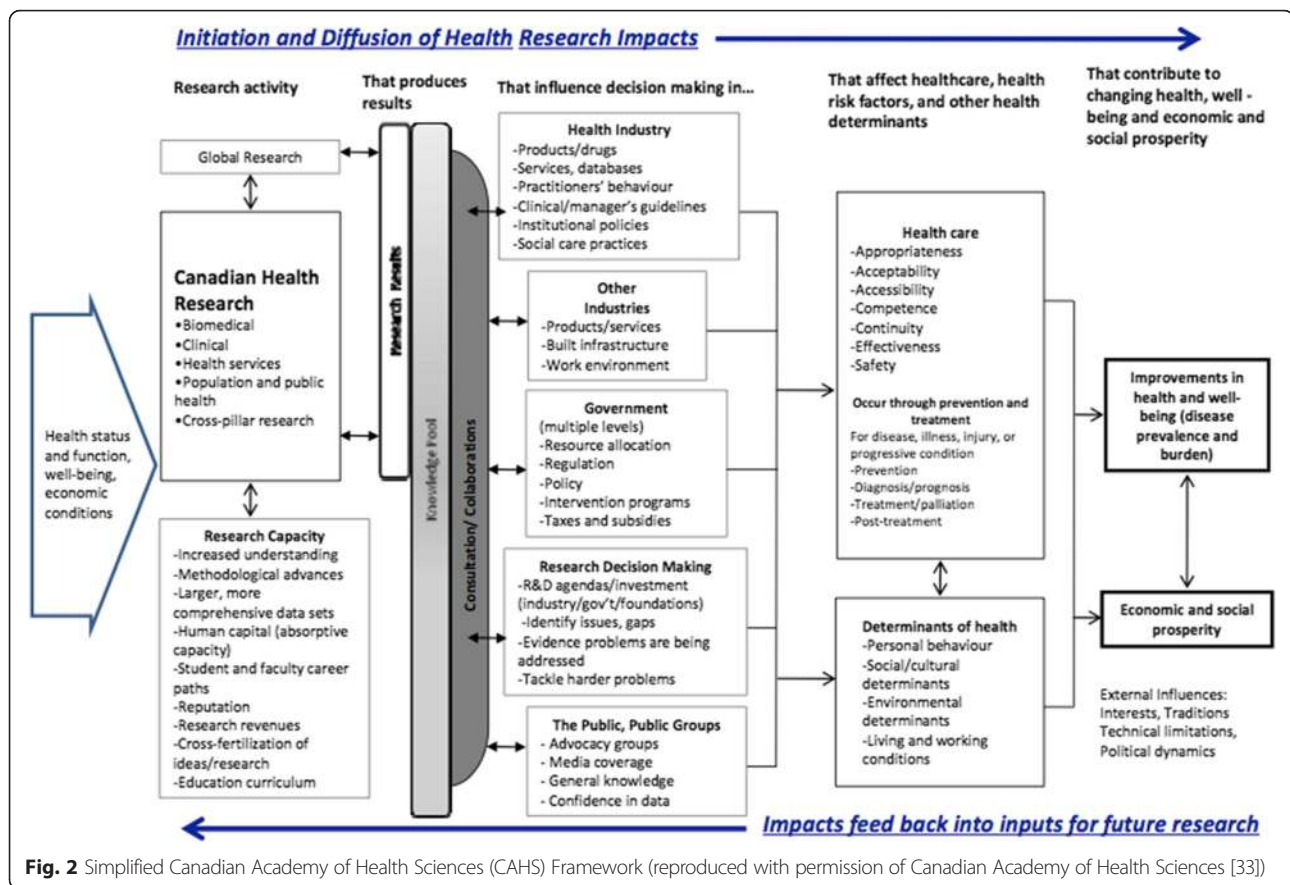 Initiation and Diffusion of Health Research Impacts
Research activity
That produces
results
That influence decision making in...
That affect healthcare, health
risk factors, and other health
determinants
That contribute to
changing health, well -
being and economic and
social prosperity
Health status
and function,
well-being,
economic
conditions
Global Research
Canadian Health
Research
•Biomedical
•Clinical
•Health services
•Population and public
health
•Cross-pillar research
Research Capacity
-Increased understanding
-Methodological advances
-Larger, more
comprehensive data sets
-Human capital (absorptive
capacity)
-Student and faculty career
paths
-Reputation
-Research revenues
-Cross-fertilization of
ideas/research
-Education curriculum
Research Results
Knowledge Pool
Consultation/ Collaborations
Health Industry
-Products/drugs
-Services, databases
-Practitioners' behaviour
-Clinical/manager's guidelines
-Institutional policies
-Social care practices
Other
Industries
-Products/services
-Built infrastructure
-Work environment
Government
(multiple levels)
-Resource allocation
-Regulation
-Policy
-Intervention programs
-Taxes and subsidies
Research Decision Making
-R&D agendas/investment
(industry/gov't/foundations)
-Identify issues, gaps
-Evidence problems are being
addressed
-Tackle harder problems
The Public, Public Groups
- Advocacy groups
- Media coverage
- General knowledge
- Confidence in data
Health care
-Appropriateness
-Acceptability
-Accessibility
-Competence
-Continuity
-Effectiveness
-Safety
Occur through prevention and
treatment
For disease, illness, injury, or
progressive condition
-Prevention
-Diagnosis/prognosis
-Treatment/palliation
-Post-treatment
Determinants of health
-Personal behaviour
-Social/cultural
determinants
-Environmental
determinants
-Living and working
conditions
Improvements in
health and well-
being (disease
prevalence and
burden)
Economic and social
prosperity
External Influences:
Interests, Traditions
Technical limitations,
Political dynamics
Impacts feed back into inputs for future research
Fig. 2 Simplified Canadian Academy of Health Sciences (CAHS) Framework (reproduced with permission of Canadian Academy of Health Sciences [33])